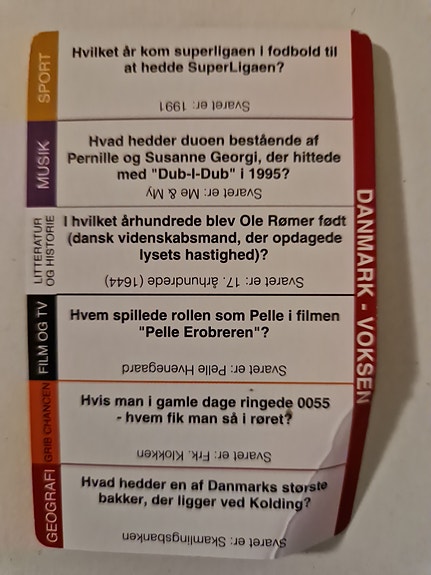 SPORT
Hvilket år kom superligaen i fodbold til
at hedde SuperLigaen?
Svaret er: 1991
MUSIK
Hvad hedder duoen bestående af
Pernille og Susanne Georgi, der hittede
med "Dub-I-Dub" i 1995?
Svaret er: Me & My
LITTERATUR
OG HISTORIE
I hvilket århundrede blev Ole Rømer født
(dansk videnskabsmand, der opdagede
lysets hastighed)?
Svaret er: 17. århundrede (1644)
FILM OG TV
Hvem spillede rollen som Pelle i filmen
"Pelle Erobreren"?
Svaret er: Pelle Hvenegaard
GRIB CHANCEN
Hvis man i gamle dage ringede 0055
- hvem fik man så i røret?
Svaret er: Frk. Klokken
GEOGRAFI
Hvad hedder en af Danmarks største
bakker, der ligger ved Kolding?
Svaret er: Skamlingsbanken
DANMARK - VOKSEN